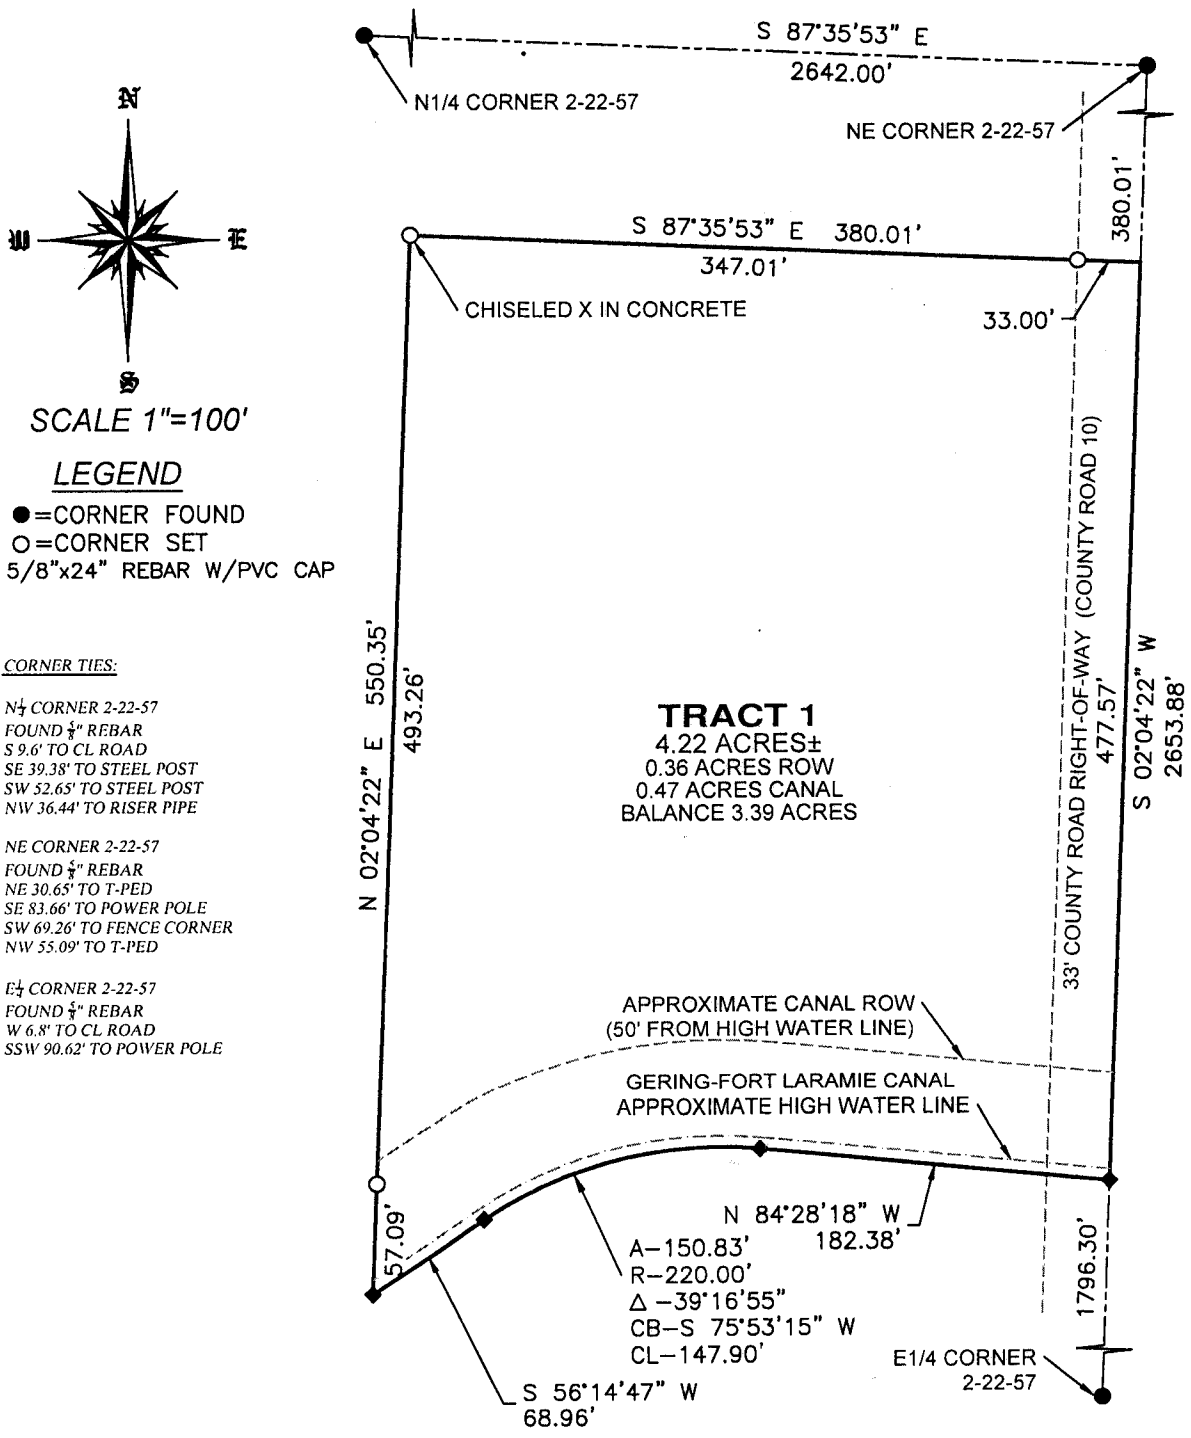 S 87°35'53" E
2642.00'
N1/4 CORNER 2-22-57
NE CORNER 2-22-57
380.01'
N
W
E
S
S 87°35'53" E 380.01'
347.01'
CHISELED X IN CONCRETE
33.00'
SCALE 1"=100'
LEGEND
●=CORNER FOUND
○=CORNER SET
5/8"x24" REBAR W/PVC CAP
CORNER TIES:
N¼ CORNER 2-22-57
FOUND ⅝" REBAR
S 9.6' TO CL ROAD
SE 39.38' TO STEEL POST
SW 52.65' TO STEEL POST
NW 36.44' TO RISER PIPE
NE CORNER 2-22-57
FOUND ⅝" REBAR
NE 30.65' TO T-PED
SE 83.66' TO POWER POLE
SW 69.26' TO FENCE CORNER
NW 55.09' TO T-PED
E¼ CORNER 2-22-57
FOUND ⅝" REBAR
W 6.8' TO CL ROAD
SSW 90.62' TO POWER POLE
N 02°04'22" E 550.35'
493.26'
TRACT 1
4.22 ACRES±
0.36 ACRES ROW
0.47 ACRES CANAL
BALANCE 3.39 ACRES
33' COUNTY ROAD RIGHT-OF-WAY (COUNTY ROAD 10)
477.57'
S 02°04'22" W
2653.88'
APPROXIMATE CANAL ROW
(50' FROM HIGH WATER LINE)
GERING-FORT LARAMIE CANAL
APPROXIMATE HIGH WATER LINE
57.09'
N 84°28'18" W
182.38'
A-150.83'
R-220.00'
Δ -39°16'55"
CB-S 75°53'15" W
CL-147.90'
S 56°14'47" W
68.96'
1796.30'
E1/4 CORNER
2-22-57